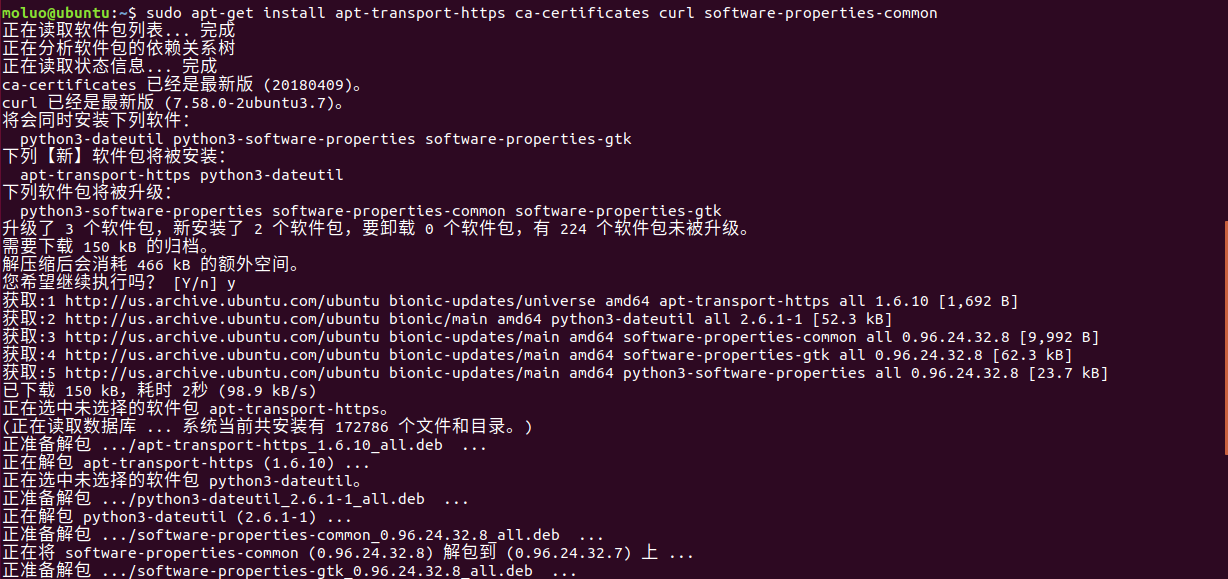 moluo@ubuntu:~$ sudo apt-get install apt-transport-https ca-certificates curl software-properties-common
正在读取软件包列表... 完成
正在分析软件包的依赖关系树
正在读取状态信息... 完成
ca-certificates 已经是最新版 (20180409)。
curl 已经是最新版 (7.58.0-2ubuntu3.7)。
将会同时安装下列软件：
  python3-dateutil python3-software-properties software-properties-gtk
下列【新】软件包将被安装：
  apt-transport-https python3-dateutil
下列软件包将被升级：
  python3-software-properties software-properties-common software-properties-gtk
升级了 3 个软件包，新安装了 2 个软件包，要卸载 0 个软件包，有 224 个软件包未被升级。
需要下载 150 kB 的归档。
解压缩后会消耗 466 kB 的额外空间。
您希望继续执行吗？ [Y/n] y
获取:1 http://us.archive.ubuntu.com/ubuntu bionic-updates/universe amd64 apt-transport-https all 1.6.10 [1,692 B]
获取:2 http://us.archive.ubuntu.com/ubuntu bionic/main amd64 python3-dateutil all 2.6.1-1 [52.3 kB]
获取:3 http://us.archive.ubuntu.com/ubuntu bionic-updates/main amd64 software-properties-common all 0.96.24.32.8 [9,992 B]
获取:4 http://us.archive.ubuntu.com/ubuntu bionic-updates/main amd64 software-properties-gtk all 0.96.24.32.8 [62.3 kB]
获取:5 http://us.archive.ubuntu.com/ubuntu bionic-updates/main amd64 python3-software-properties all 0.96.24.32.8 [23.7 kB]
已下载 150 kB，耗时 2秒 (98.9 kB/s)
正在选中未选择的软件包 apt-transport-https。
(正在读取数据库 ... 系统当前共安装有 172786 个文件和目录。)
正准备解包 .../apt-transport-https_1.6.10_all.deb  ...
正在解包 apt-transport-https (1.6.10) ...
正在选中未选择的软件包 python3-dateutil。
正准备解包 .../python3-dateutil_2.6.1-1_all.deb  ...
正在解包 python3-dateutil (2.6.1-1) ...
正准备解包 .../software-properties-common_0.96.24.32.8_all.deb  ...
正在将 software-properties-common (0.96.24.32.8) 解包到 (0.96.24.32.7) 上 ...
正准备解包 .../software-properties-gtk_0.96.24.32.8_all.deb  ...